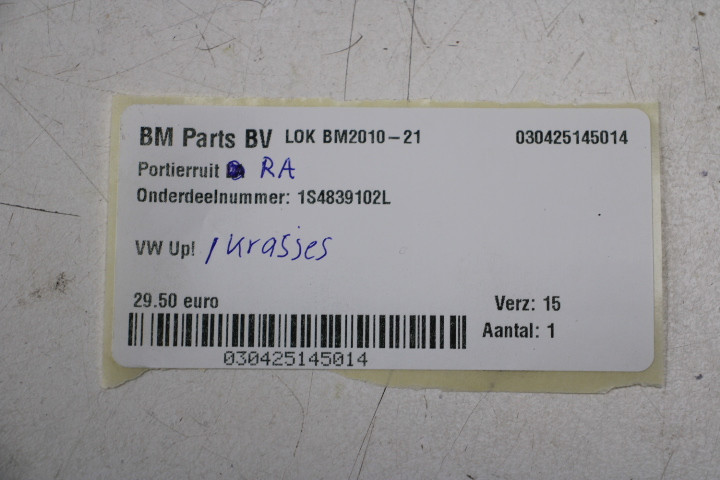 BM Parts BV LOK BM2010-21 030425145014
Portierruit RA
Onderdeelnummer: 1S4839102L
VW Up! / krasjes
29.50 euro Verz: 15
Aantal: 1
030425145014